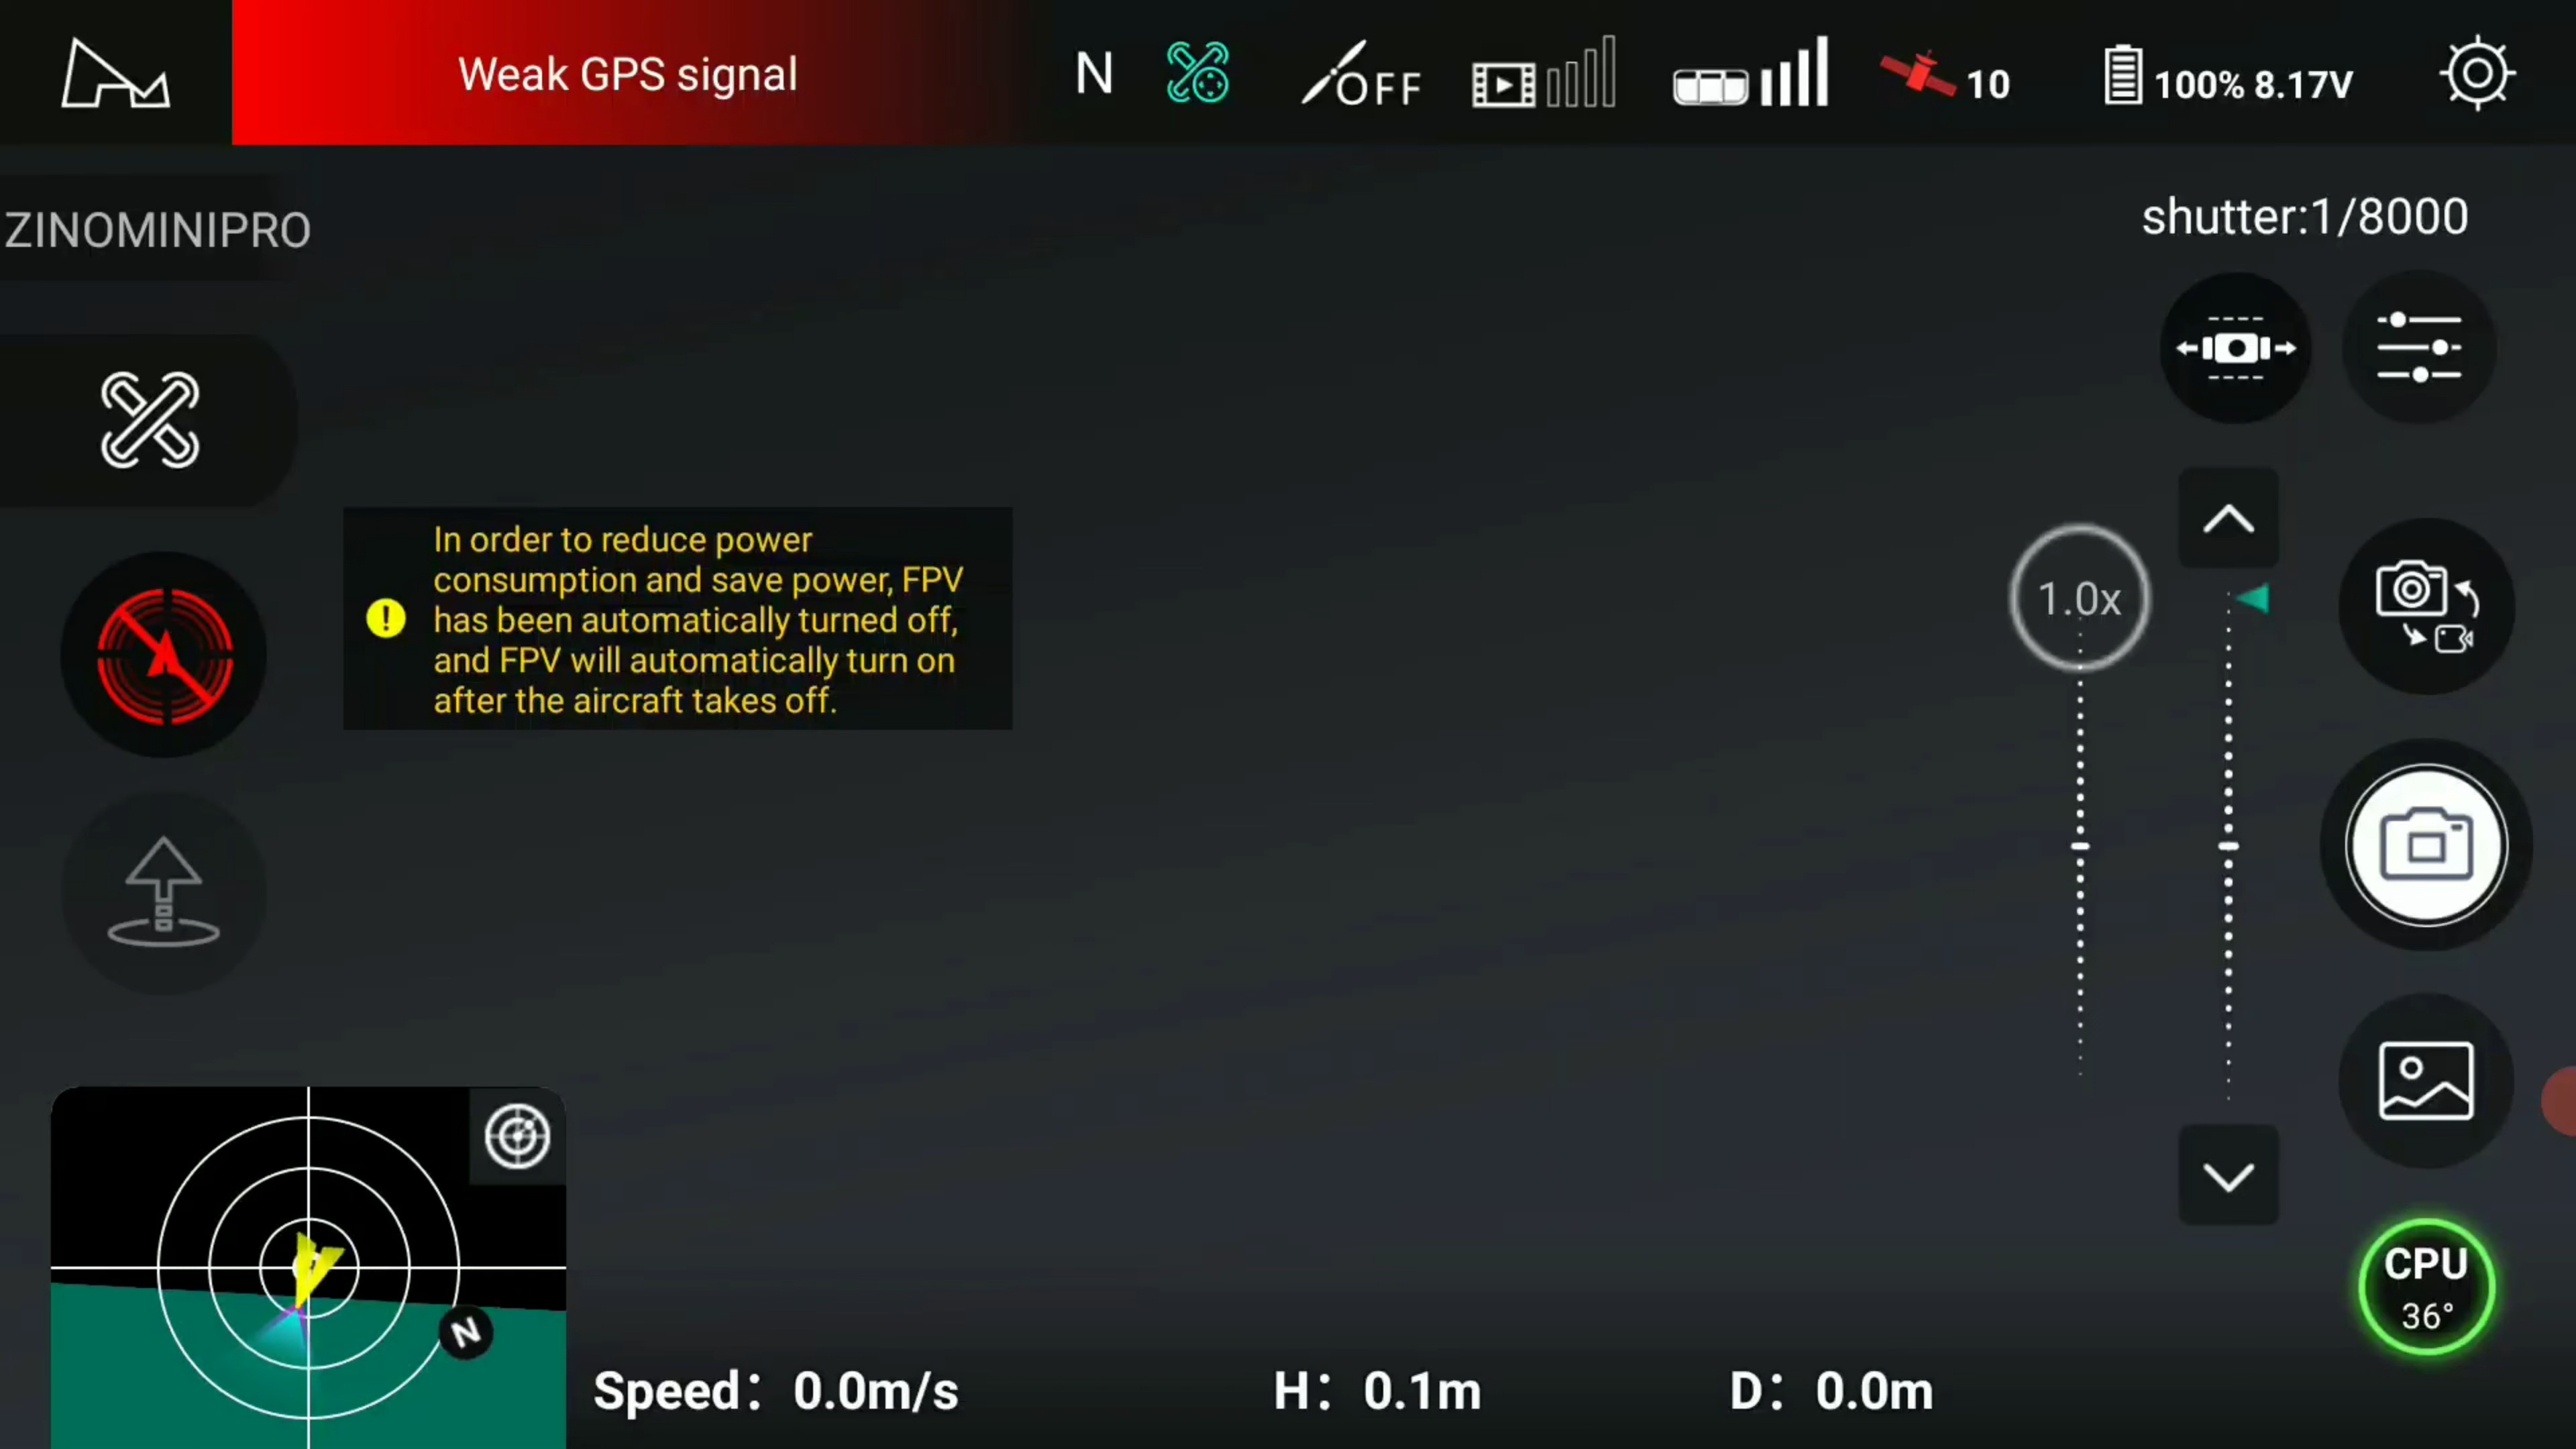 Weak GPS signal
N
OFF
10
100% 8.17V
ZINOMINIPRO
shutter:1/8000
In order to reduce power
consumption and save power, FPV
has been automatically turned off,
and FPV will automatically turn on
after the aircraft takes off.
1.0x
N
CPU
36°
Speed: 0.0m/s
H: 0.1m
D: 0.0m